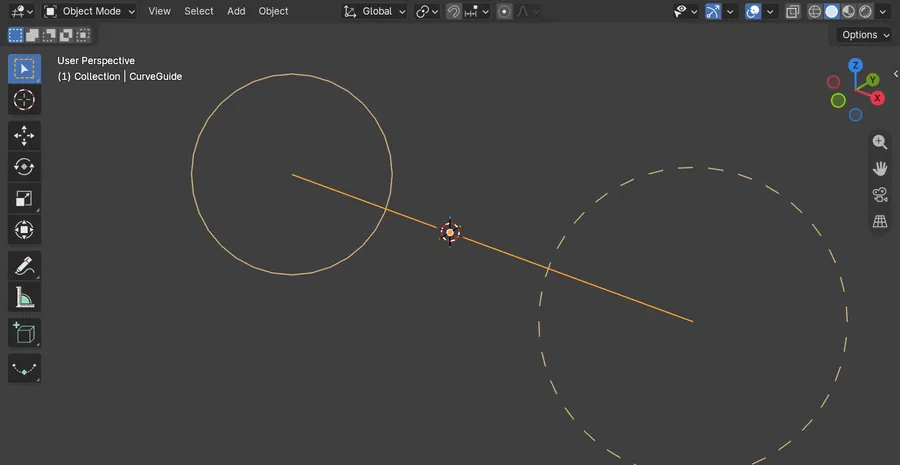 Object Mode View Select Add Object Global
Options
User Perspective
(1) Collection | CurveGuide
Z
Y
X